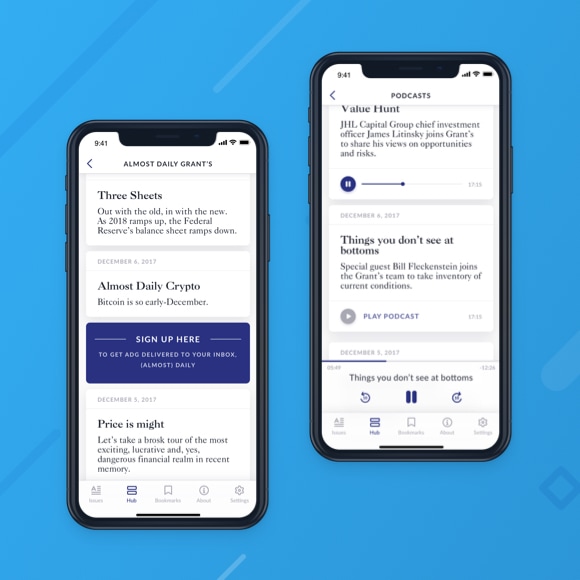 9:41
ALMOST DAILY GRANT'S
Three Sheets
Out with the old, in with the new.
As 2018 ramps up, the Federal
Reserve's balance sheet ramps down.
DECEMBER 6, 2017
Almost Daily Crypto
Bitcoin is so early-December.
SIGN UP HERE
TO GET ADG DELIVERED TO YOUR INBOX,
(ALMOST) DAILY
DECEMBER 5, 2017
Price is might
Let's take a brosk tour of the most
exciting, lucrative and, yes,
dangerous financial realm in recent
memory.
Issues
Hub
Bookmarks
About
Settings
9:41
PODCASTS
Value Hunt
JHL Capital Group chief investment
officer James Litinsky joins Grant's
to share his views on opportunities
and risks.
37:15
DECEMBER 6, 2017
Things you don't see at
bottoms
Special guest Bill Fleckenstein joins
the Grant's team to take inventory of
current conditions.
PLAY PODCAST
37:15
DECEMBER 5, 2017
05:49
-12:26
Things you don't see at bottoms
Issues
Hub
Bookmarks
About
Settings